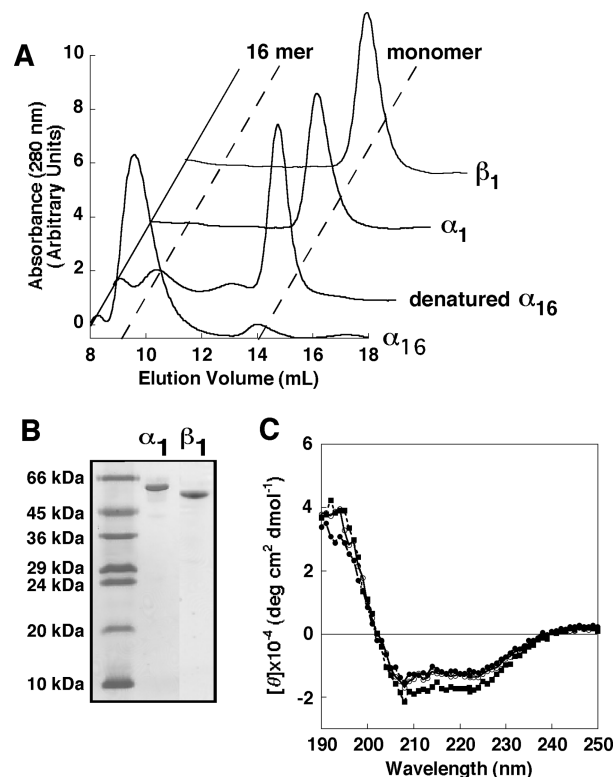 A
16 mer
monomer
Absorbance (280 nm)
( Arbitrary Units)
10
8
6
4
2
0
β1
α1
denatured α16
α16
8
10
12
14
16
18
Elution Volume (mL)
B
α1 β1
66 kDa
45 kDa
36 kDa
29 kDa
24 kDa
20 kDa
10 kDa
C
[θ]x10⁻⁴ (deg cm² dmol⁻¹)
6
4
2
0
-2
190 200 210 220 230 240 250
Wavelength (nm)